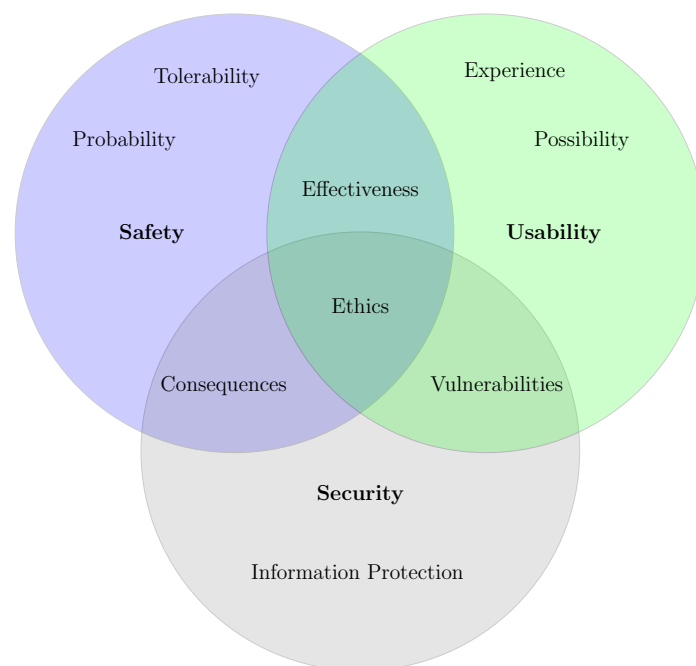 Experience
Tolerability
Probability
Possibility
Effectiveness
Safety
Usability
Ethics
Consequences
Vulnerabilities
Security
Information Protection